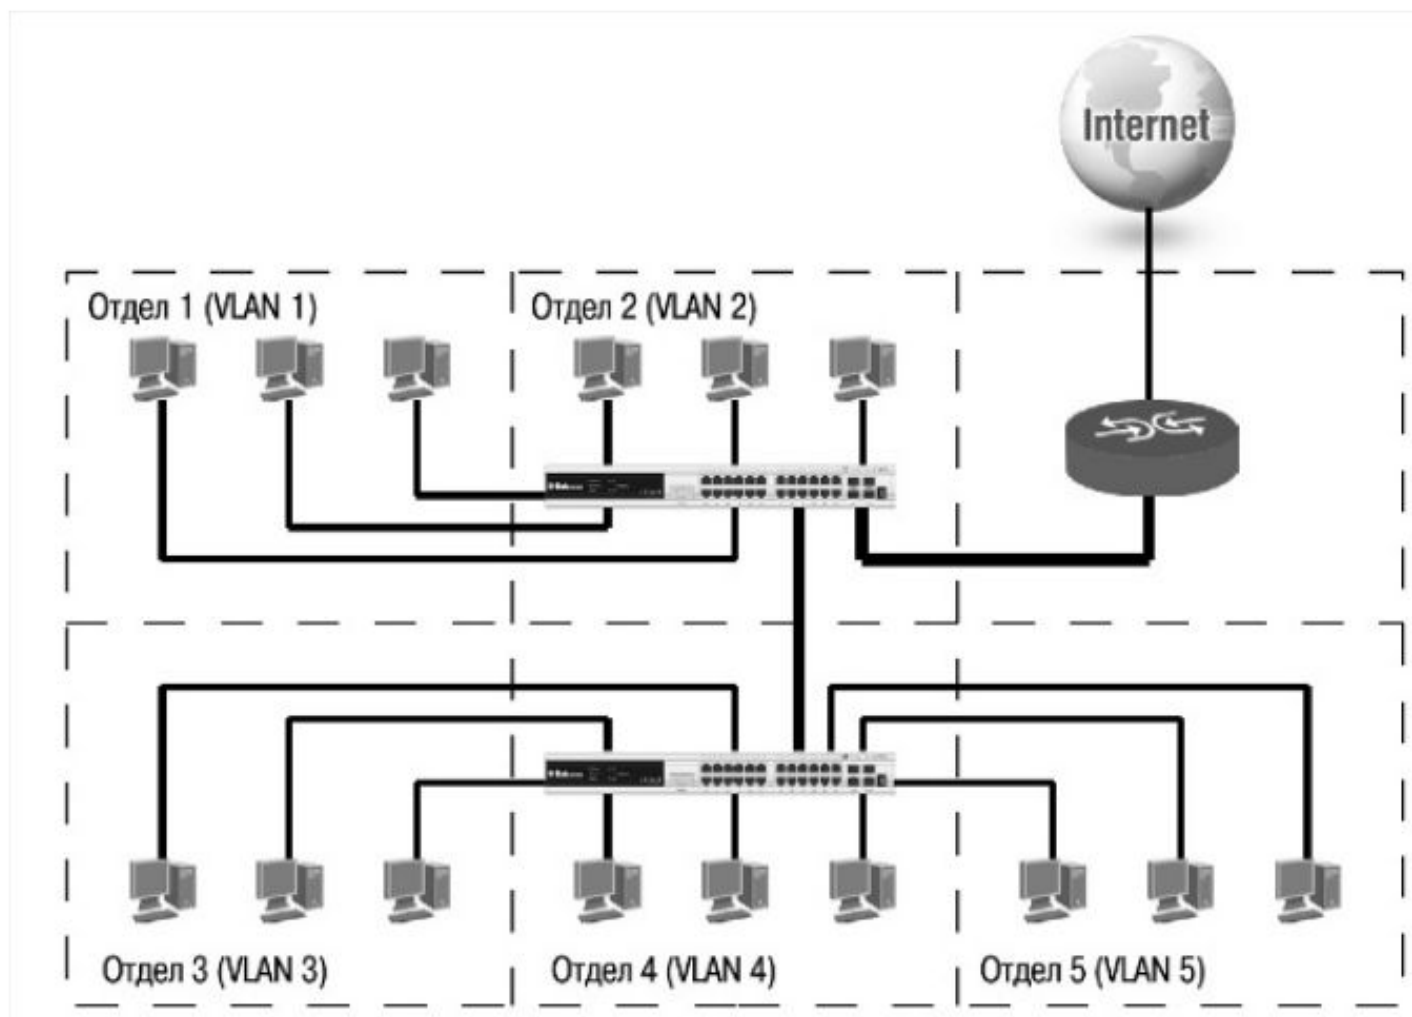 Internet
Отдел 1 (VLAN 1)
Отдел 2 (VLAN 2)
Отдел 3 (VLAN 3)
Отдел 4 (VLAN 4)
Отдел 5 (VLAN 5)